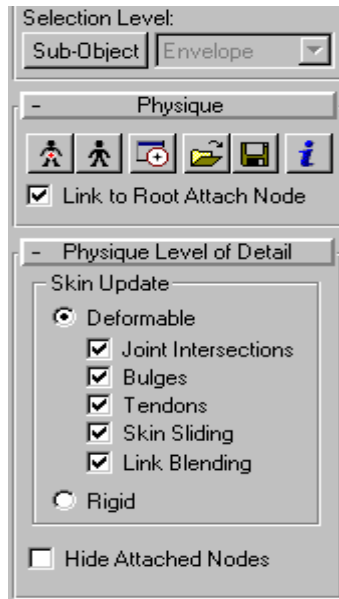 Selection Level:
Sub-Object Envelope
- Physique
i
Link to Root Attach Node
- Physique Level of Detail
Skin Update
Deformable
Joint Intersections
Bulges
Tendons
Skin Sliding
Link Blending
Rigid
Hide Attached Nodes